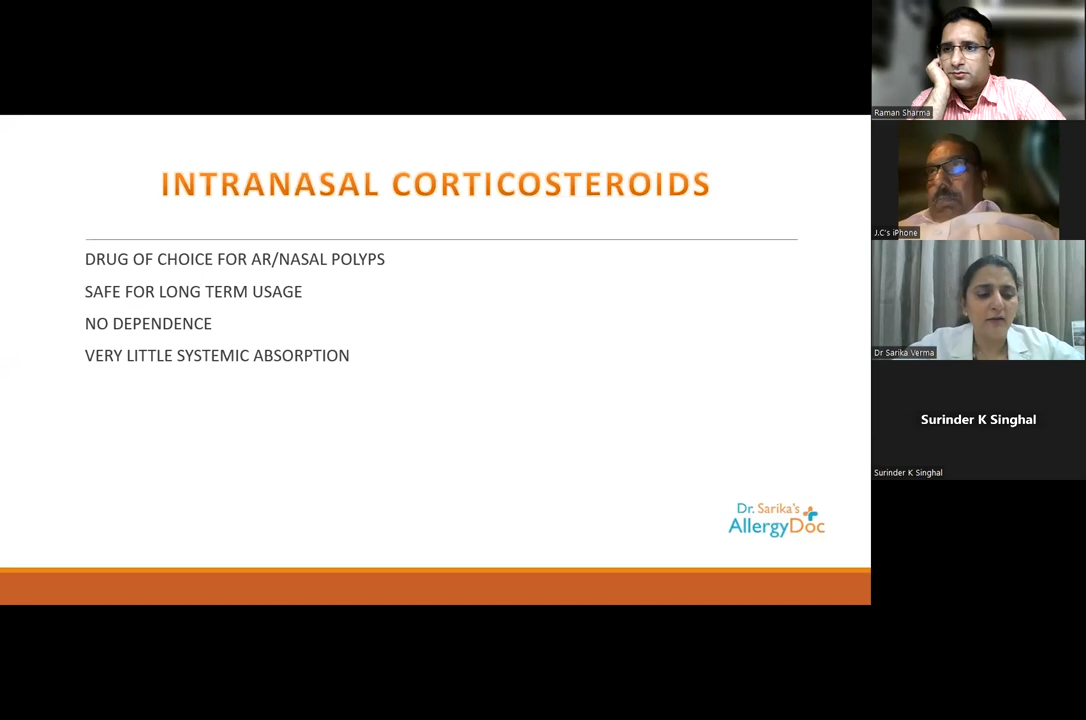 INTRANASAL CORTICOSTEROIDS
DRUG OF CHOICE FOR AR/NASAL POLYPS
SAFE FOR LONG TERM USAGE
NO DEPENDENCE
VERY LITTLE SYSTEMIC ABSORPTION
Dr. Sarika's
AllergyDoc
Raman Sharma
J.C's iPhone
Dr Sarika Verma
Surinder K Singhal
Surinder K Singhal